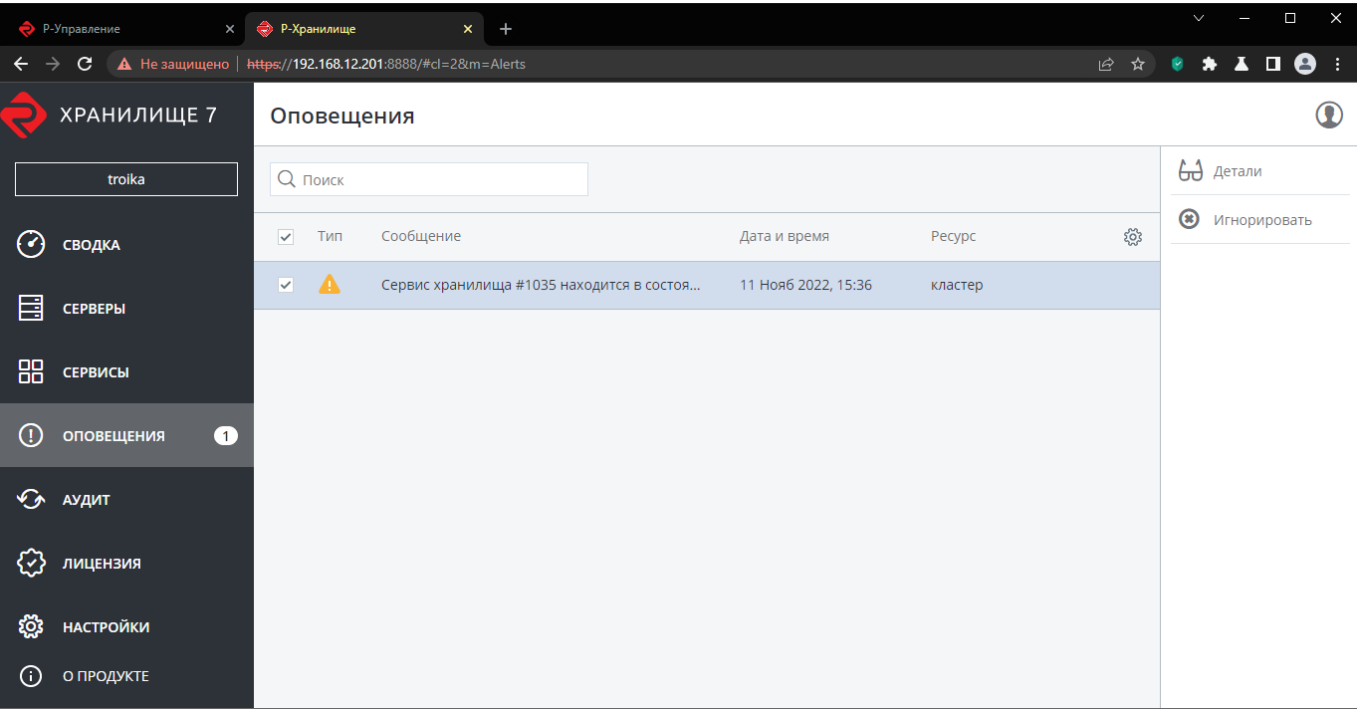 Р-Управление
Р-Хранилище
Не защищено https://192.168.12.201:8888/#cl=2&m=Alerts
ХРАНИЛИЩЕ 7
troika
СВОДКА
СЕРВЕРЫ
СЕРВИСЫ
ОПОВЕЩЕНИЯ 1
АУДИТ
ЛИЦЕНЗИЯ
НАСТРОЙКИ
О ПРОДУКТЕ
Оповещения
Поиск
Тип Сообщение Дата и время Ресурс
Сервис хранилища #1035 находится в состоя... 11 Нояб 2022, 15:36 кластер
Детали
Игнорировать